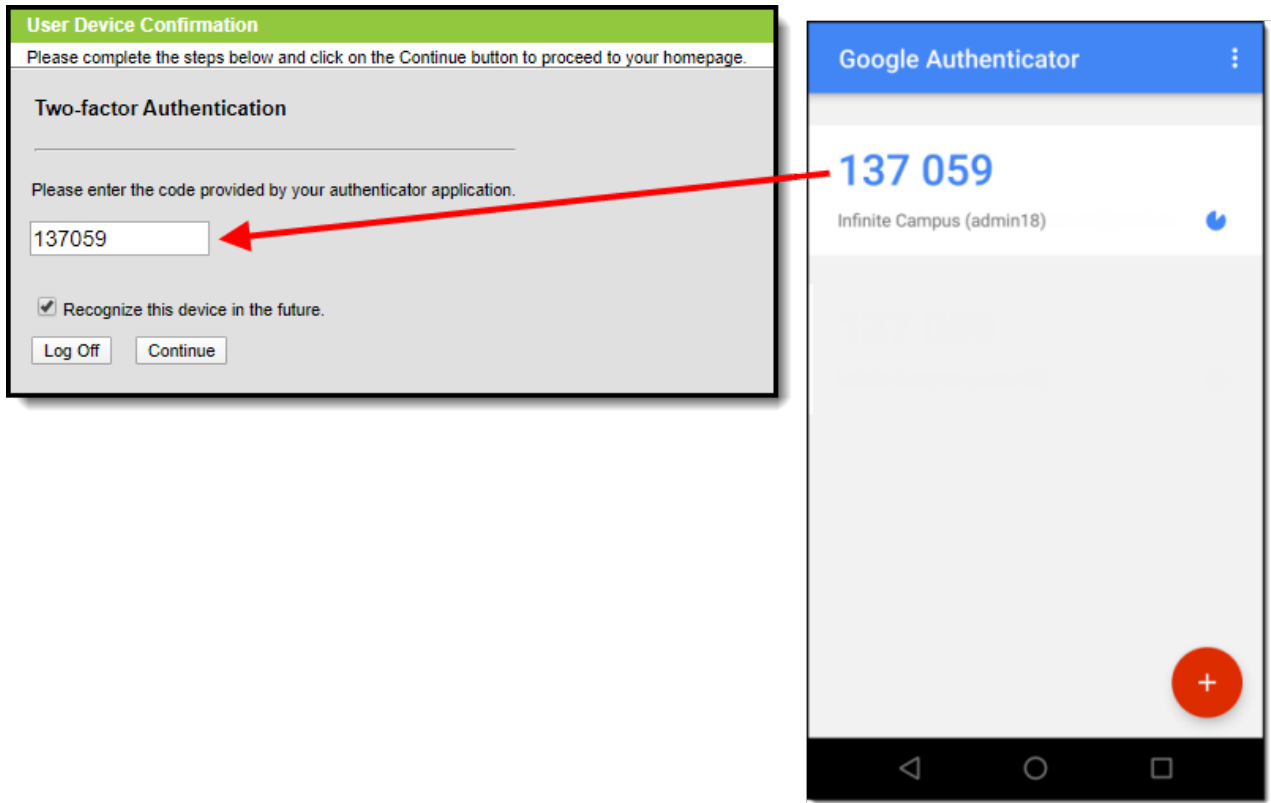 User Device Confirmation
Please complete the steps below and click on the Continue button to proceed to your homepage.
Two-factor Authentication
Please enter the code provided by your authenticator application.
137059
Recognize this device in the future.
Log Off
Continue
Google Authenticator
137 059
Infinite Campus (admin18)